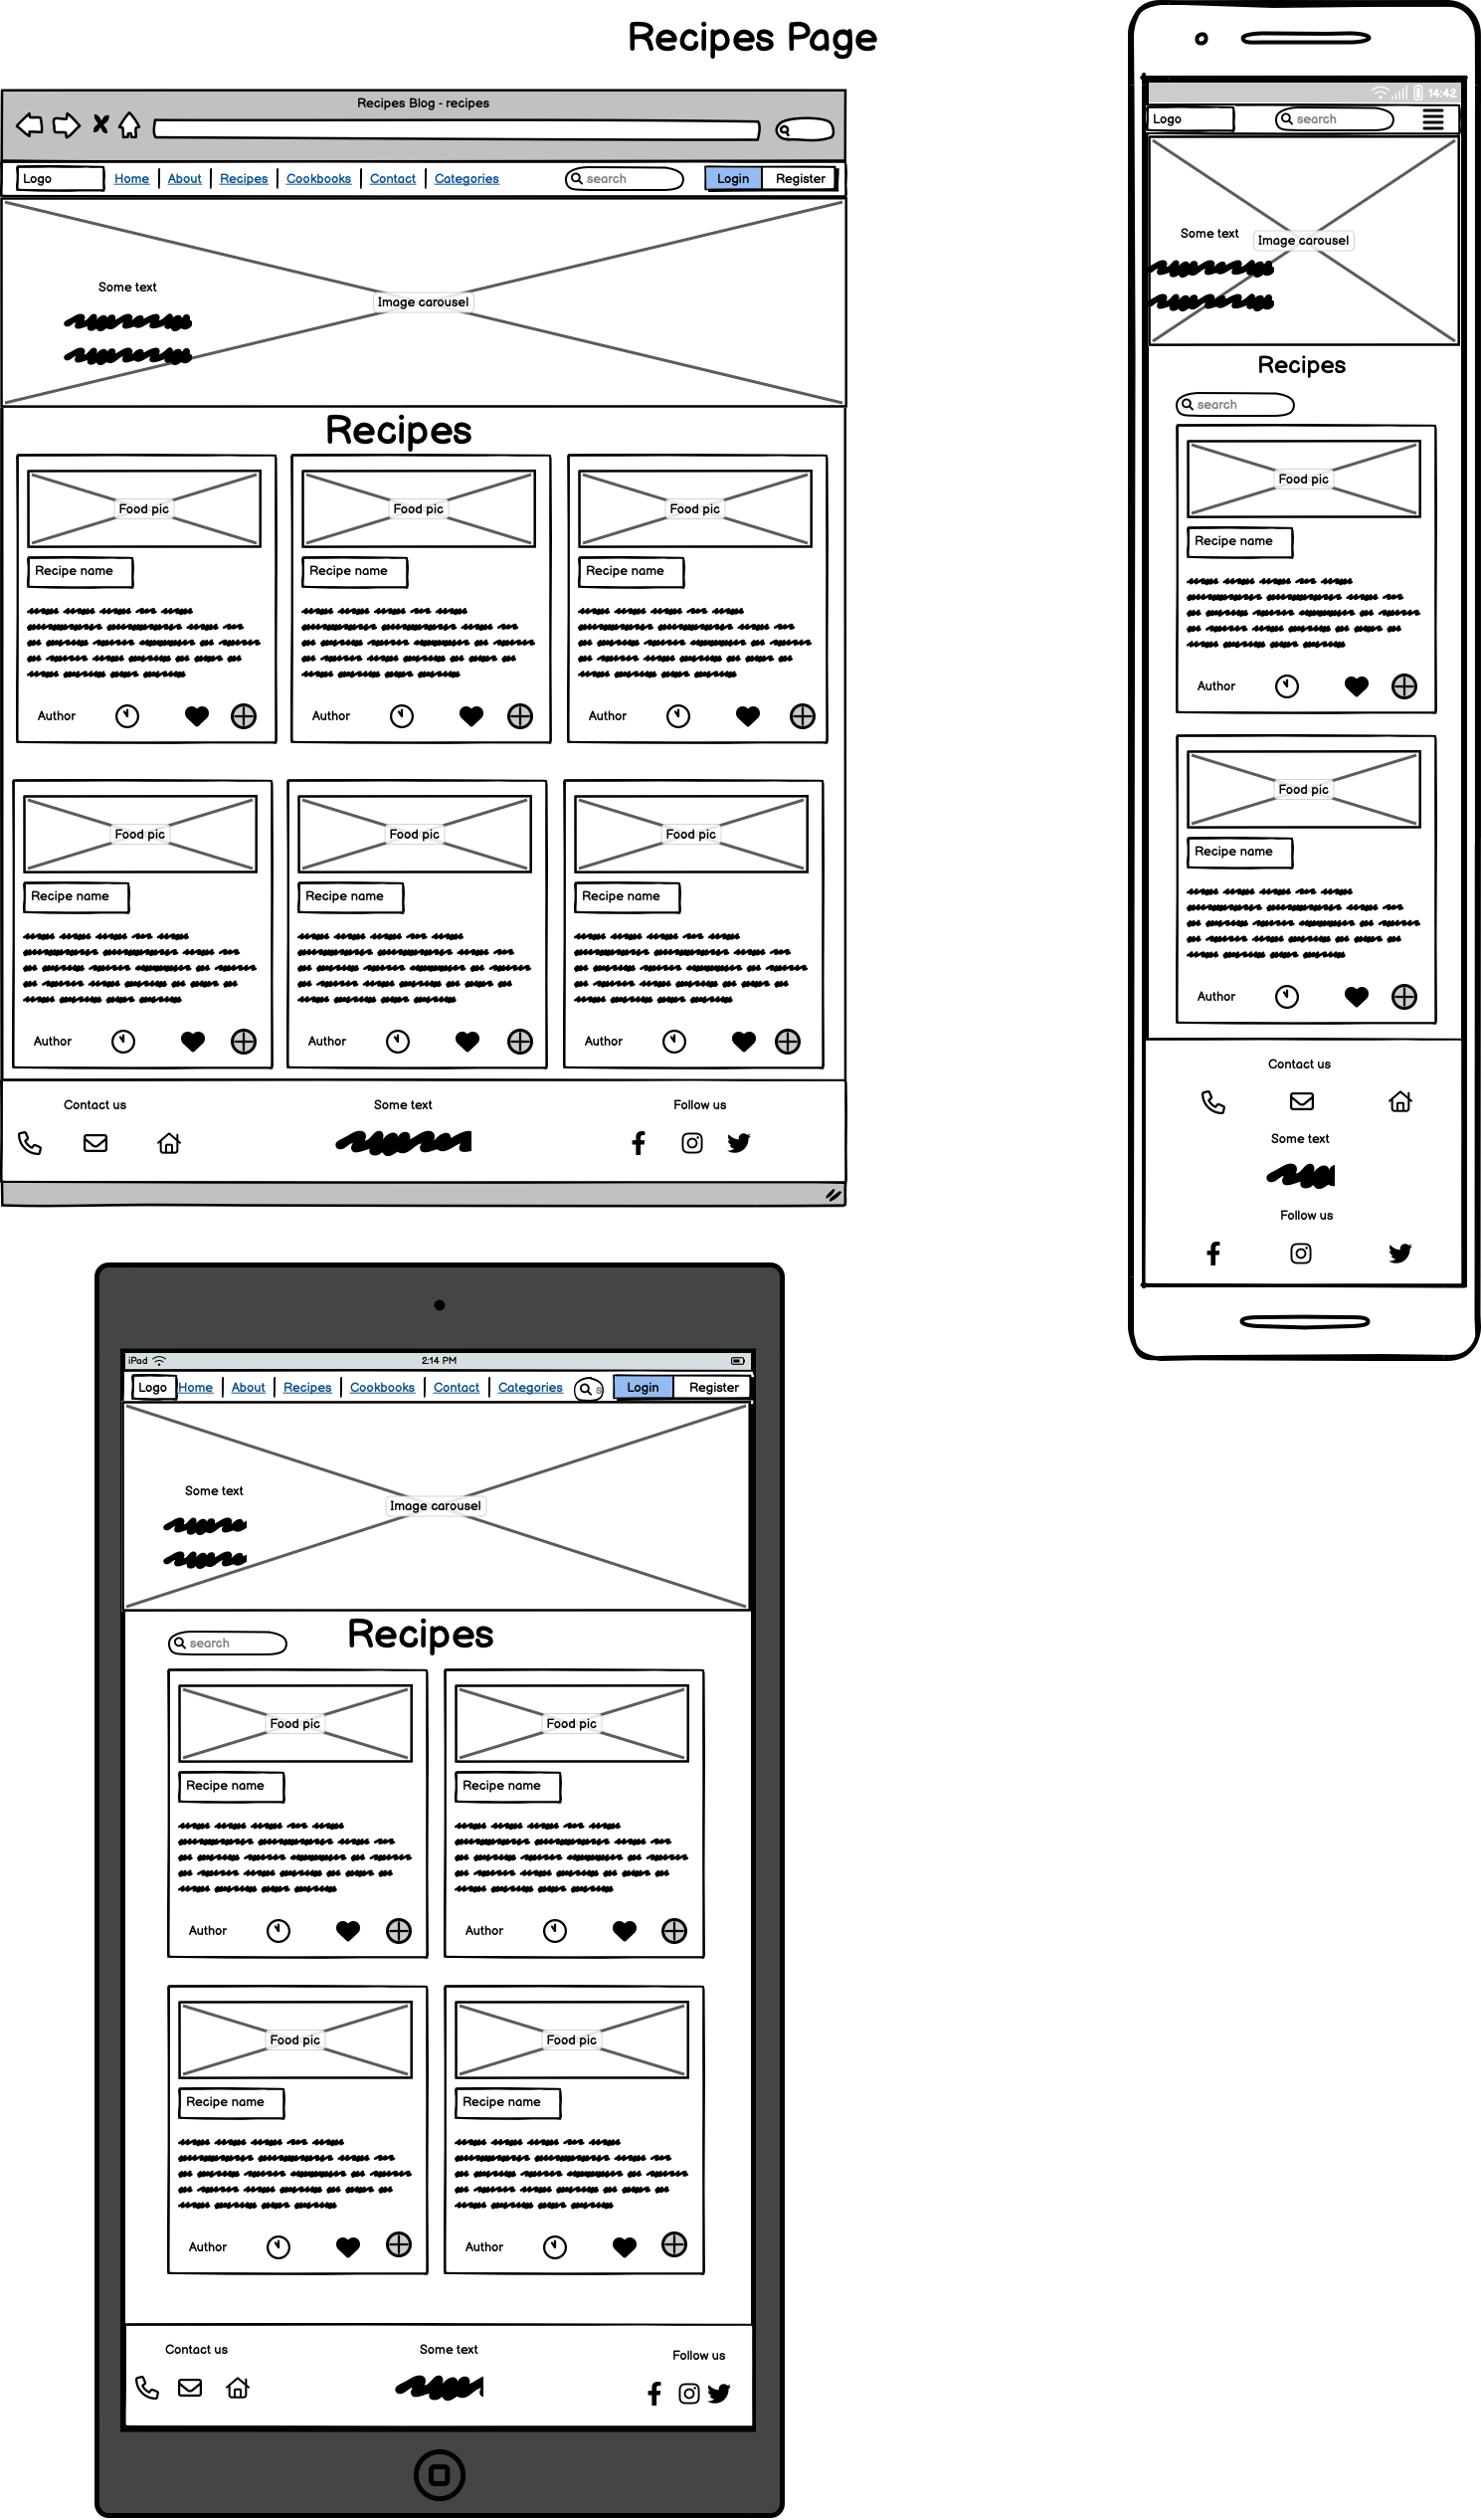 Recipes Page
Recipes Blog - recipes
Logo Home About Recipes Cookbooks Contact Categories search Login Register
Some text
Image carousel
Recipes
Food pic Food pic Food pic
Recipe name Recipe name Recipe name
Author Author Author
Food pic Food pic Food pic
Recipe name Recipe name Recipe name
Author Author Author
Contact us Some text Follow us
14:42
Logo search
Some text Image carousel
Recipes
search
Food pic
Recipe name
Author
Food pic
Recipe name
Author
Contact us
Some text
Follow us
iPad 2:14 PM
Logo Home About Recipes Cookbooks Contact Categories s Login Register
Some text
Image carousel
search Recipes
Food pic Food pic
Recipe name Recipe name
Author Author
Food pic Food pic
Recipe name Recipe name
Author Author
Contact us Some text Follow us